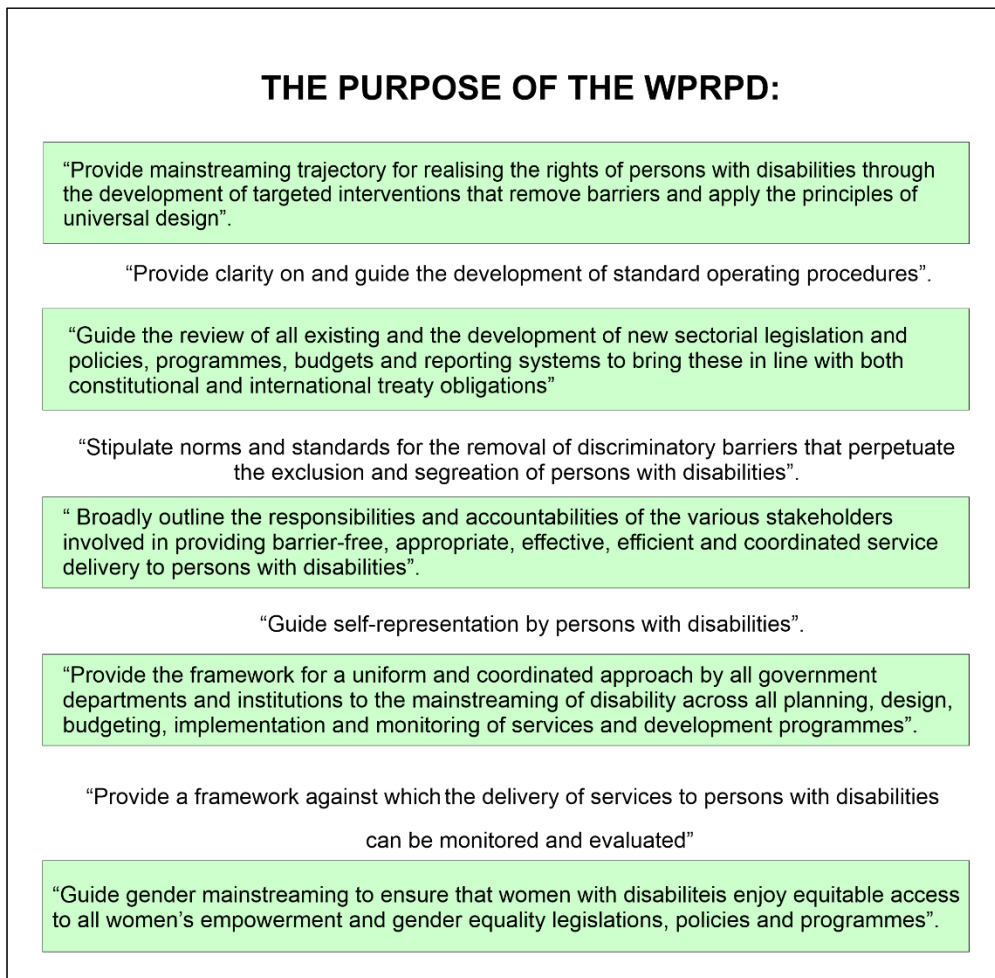 THE PURPOSE OF THE WPRPD:
“Provide mainstreaming trajectory for realising the rights of persons with disabilities through
the development of targeted interventions that remove barriers and apply the principles of
universal design”.
“Provide clarity on and guide the development of standard operating procedures”.
“Guide the review of all existing and the development of new sectorial legislation and
policies, programmes, budgets and reporting systems to bring these in line with both
constitutional and international treaty obligations”
“Stipulate norms and standards for the removal of discriminatory barriers that perpetuate
the exclusion and segreation of persons with disabilities”.
“ Broadly outline the responsibilities and accountabilities of the various stakeholders
involved in providing barrier-free, appropriate, effective, efficient and coordinated service
delivery to persons with disabilities”.
“Guide self-representation by persons with disabilities”.
“Provide the framework for a uniform and coordinated approach by all government
departments and institutions to the mainstreaming of disability across all planning, design,
budgeting, implementation and monitoring of services and development programmes”.
“Provide a framework against which the delivery of services to persons with disabilities
can be monitored and evaluated”
“Guide gender mainstreaming to ensure that women with disabiliteis enjoy equitable access
to all women’s empowerment and gender equality legislations, policies and programmes”.